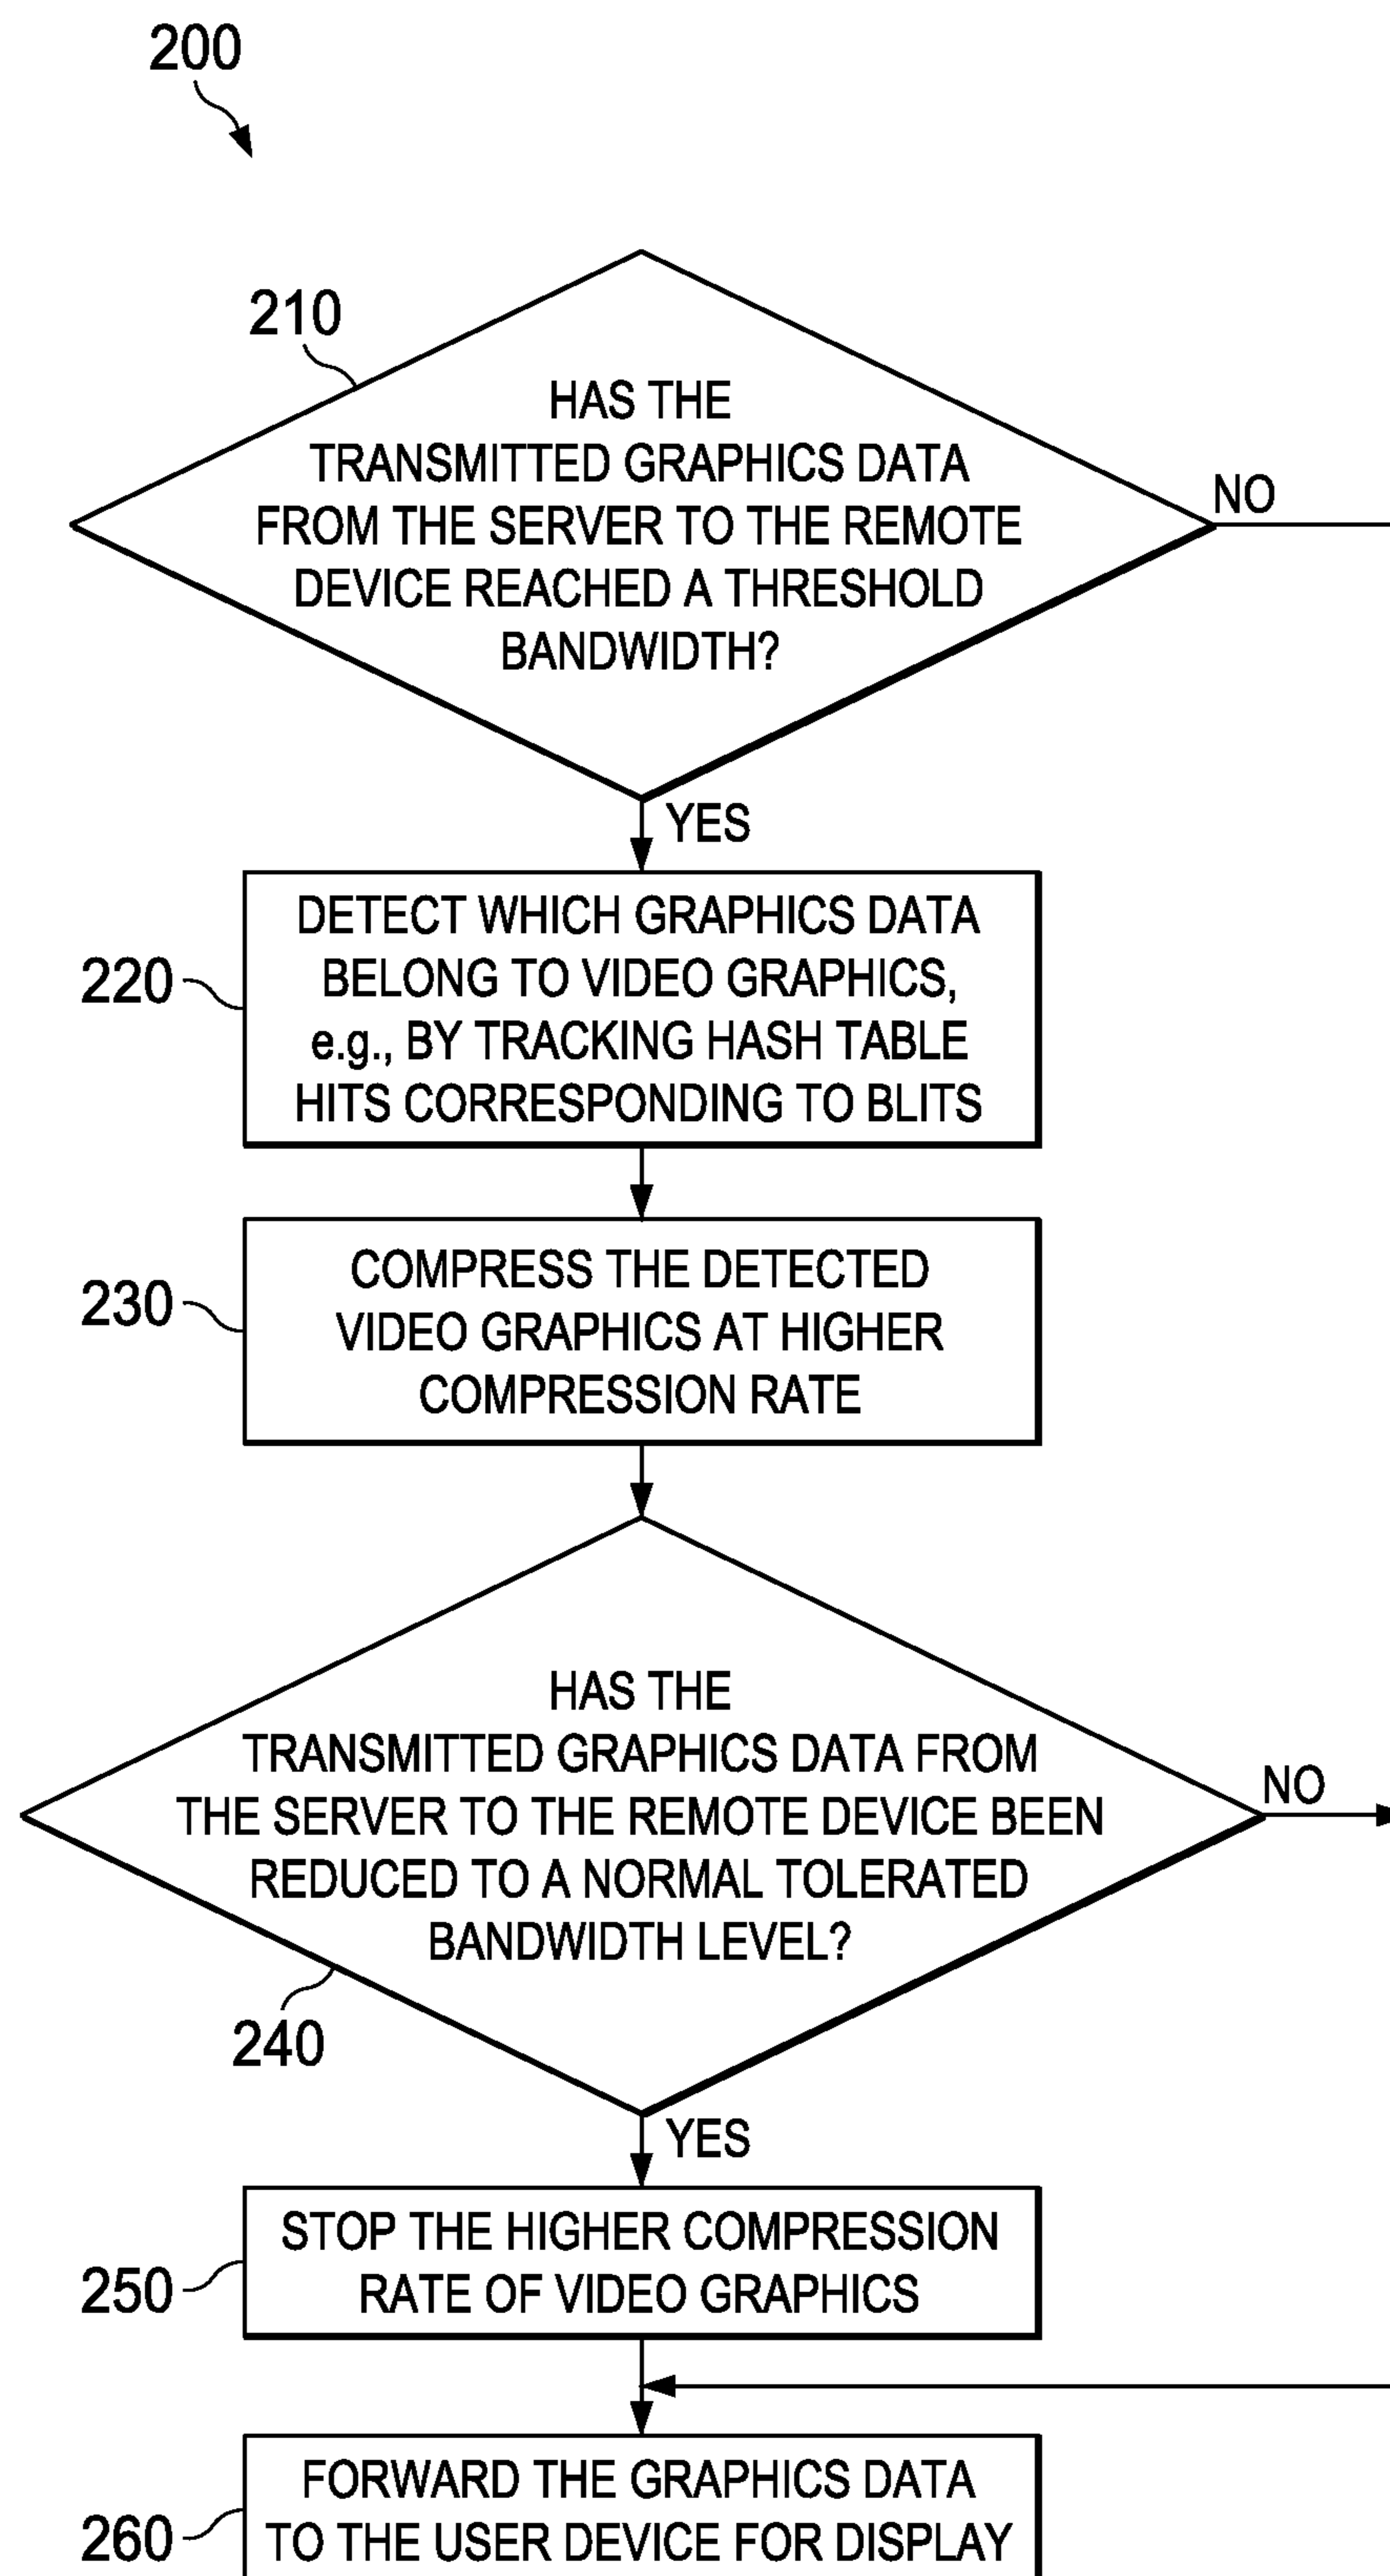 200
210
HAS THE
TRANSMITTED GRAPHICS DATA
FROM THE SERVER TO THE REMOTE
DEVICE REACHED A THRESHOLD
BANDWIDTH?
NO
YES
220
DETECT WHICH GRAPHICS DATA
BELONG TO VIDEO GRAPHICS,
e.g., BY TRACKING HASH TABLE
HITS CORRESPONDING TO BLITS
230
COMPRESS THE DETECTED
VIDEO GRAPHICS AT HIGHER
COMPRESSION RATE
HAS THE
TRANSMITTED GRAPHICS DATA FROM
THE SERVER TO THE REMOTE DEVICE BEEN
REDUCED TO A NORMAL TOLERATED
BANDWIDTH LEVEL?
NO
240
YES
250
STOP THE HIGHER COMPRESSION
RATE OF VIDEO GRAPHICS
260
FORWARD THE GRAPHICS DATA
TO THE USER DEVICE FOR DISPLAY